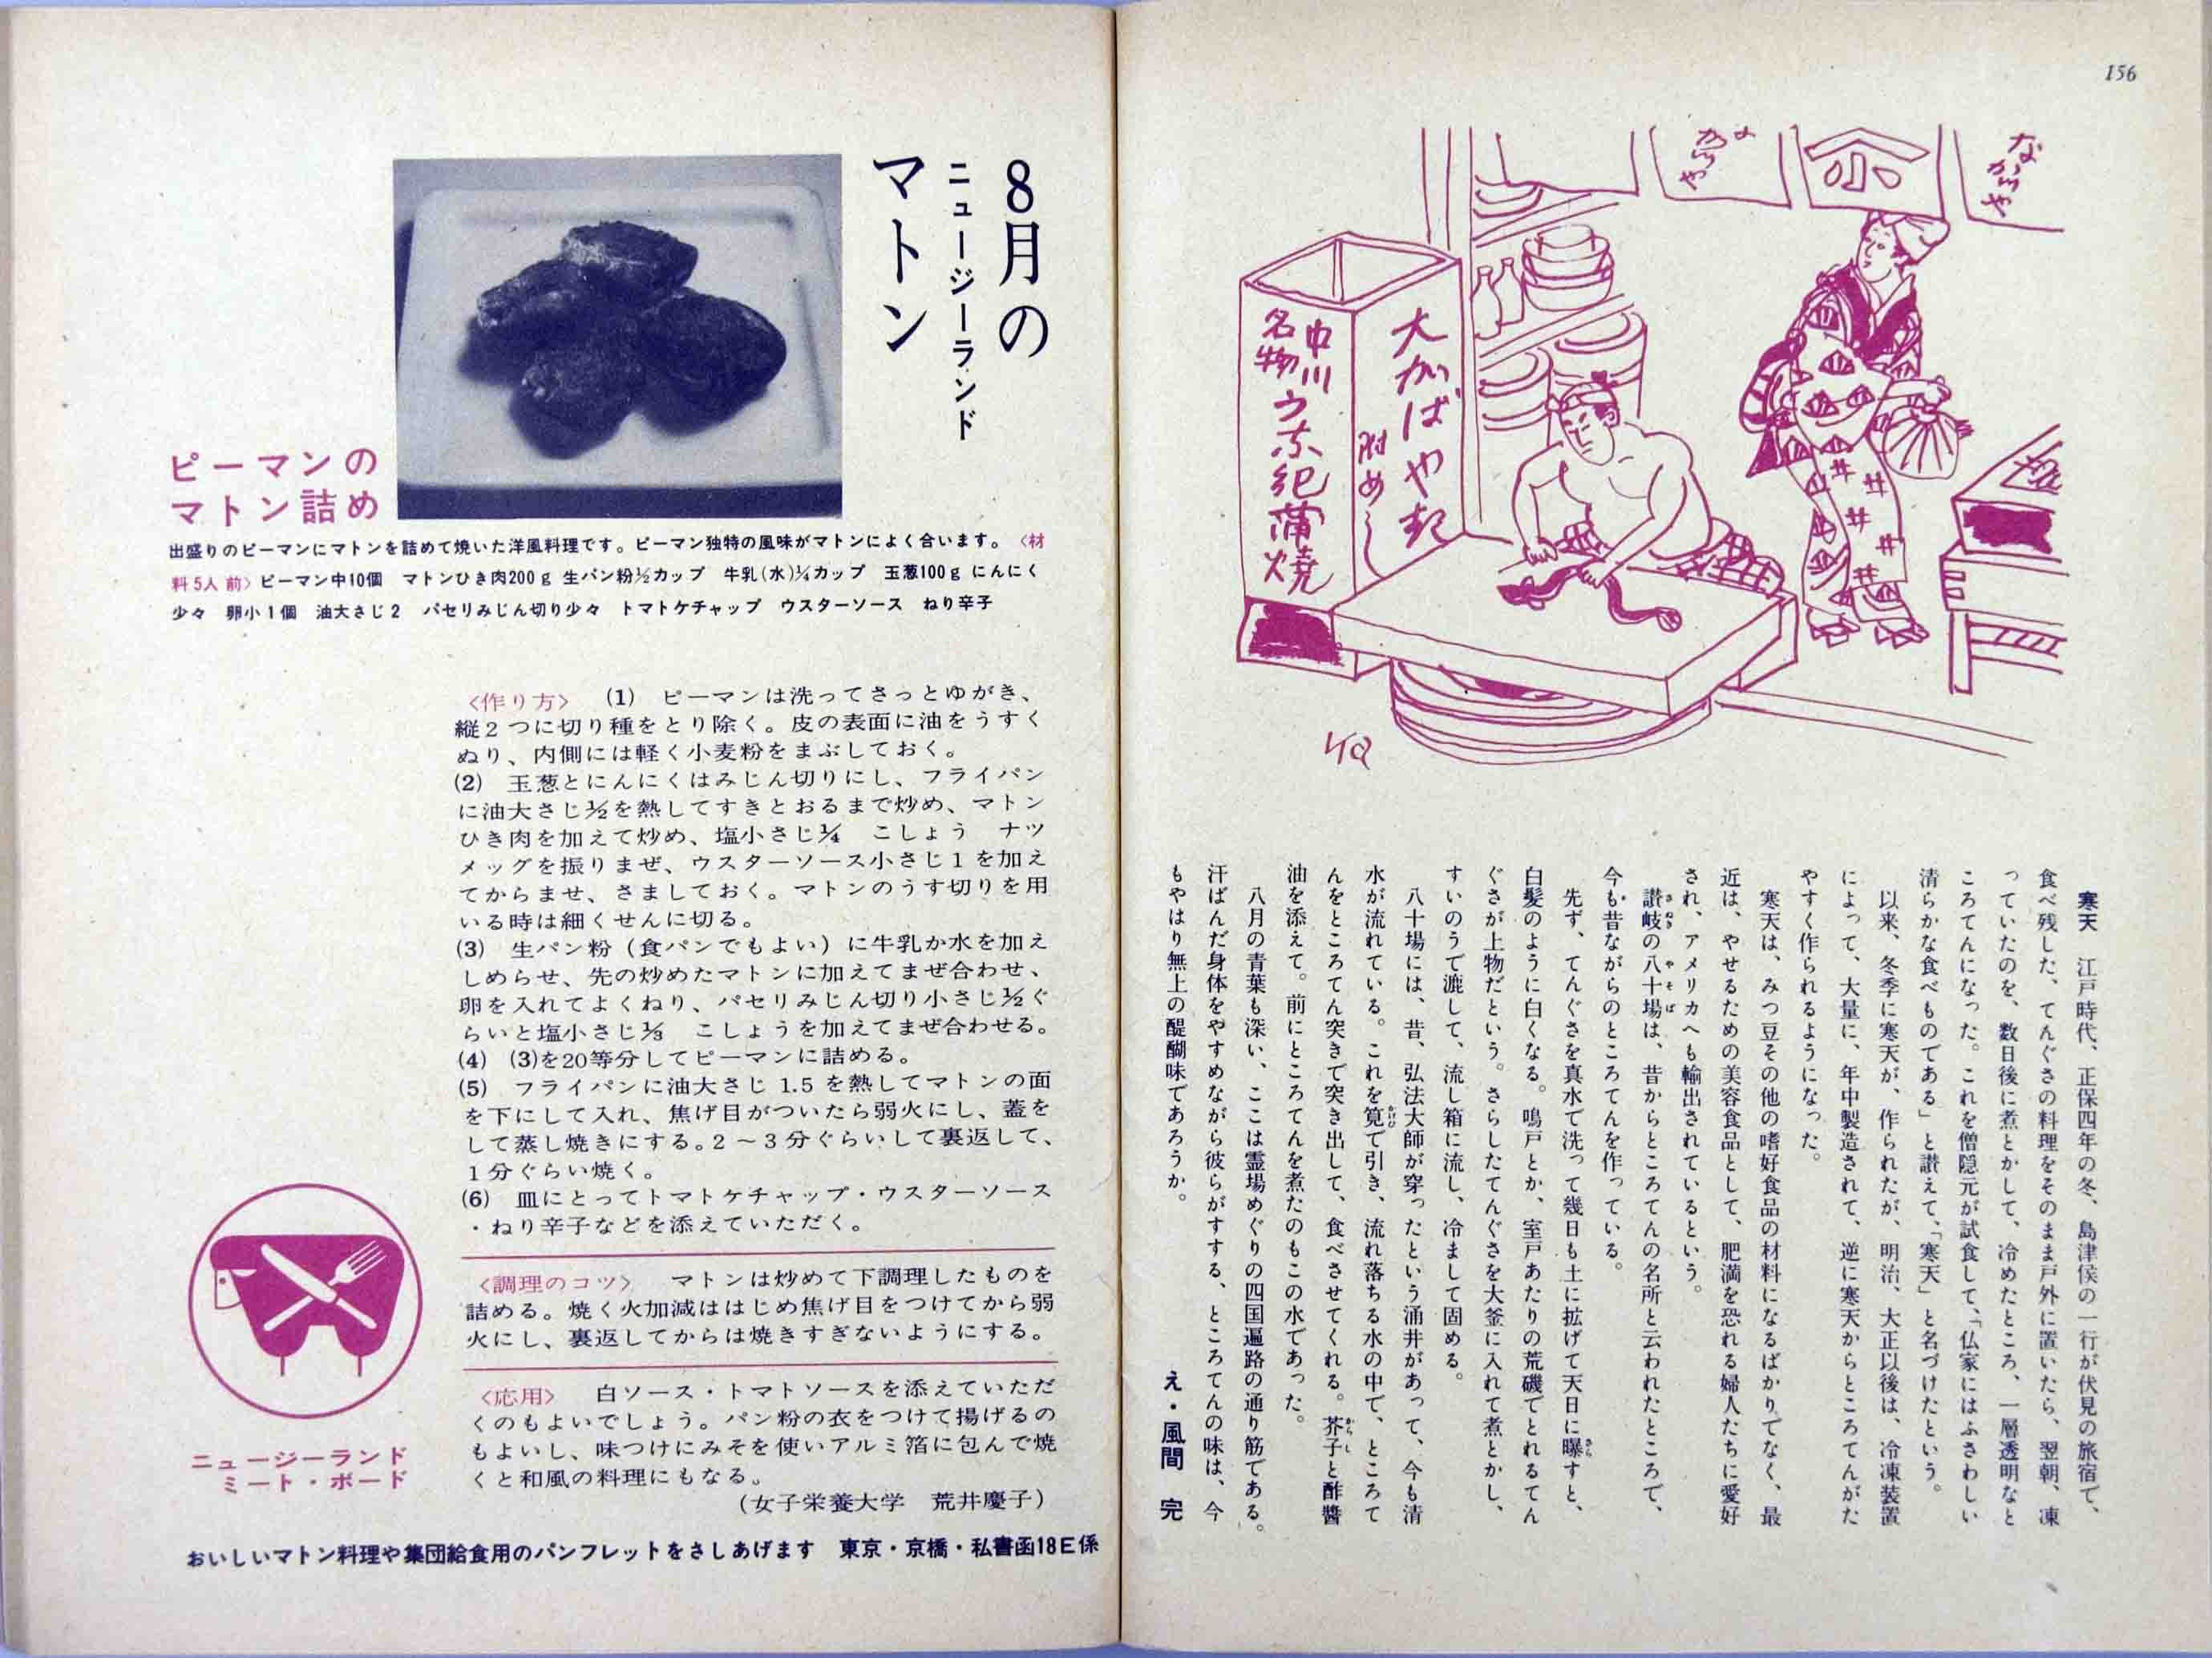 156
なかや
大かばや起
附めし
中川
名物
う奈紀蒲焼
寒天　江戸時代、正保四年の冬、島津侯の一行が伏見の旅宿で、
食べ残した、てんぐさの料理をそのまま戸外に置いたら、翌朝、凍
っていたのを、数日後に煮とかして、冷めたところ、一層透明なと
ころてんになった。これを僧隠元が試食して、「仏家にはふさわしい
清らかな食べものである」と讃えて、「寒天」と名づけたという。
以来、冬季に寒天が、作られたが、明治、大正以後は、冷凍装置
によって、大量に、年中製造されて、逆に寒天からところてんがた
やすく作られるようになった。
寒天は、みつ豆その他の嗜好食品の材料になるばかりでなく、最
近は、やせるための美容食品として、肥満を恐れる婦人たちに愛好
され、アメリカへも輸出されているという。
讃岐の八十場は、昔からところてんの名所と云われたところで、
今も昔ながらのところてんを作っている。
先ず、てんぐさを真水で洗って幾日も土に拡げて天日に曝すと、
白髪のように白くなる。鳴戸とか、室戸あたりの荒磯でとれるてん
ぐさが上物だという。さらしたてんぐさを大釜に入れて煮とかし、
すいのうで漉して、流し箱に流し、冷まして固める。
八十場には、昔、弘法大師が穿ったという涌井があって、今も清
水が流れている。これを筧で引き、流れ落ちる水の中で、ところて
んをところてん突きで突き出して、食べさせてくれる。芥子と酢醬
油を添えて。前にところてんを煮たのもこの水であった。
八月の青葉も深い、ここは霊場めぐりの四国遍路の通り筋である。
汗ばんだ身体をやすめながら彼らがすする、ところてんの味は、今
もやはり無上の醍醐味であろうか。
え・風間　完
8月の
ニュージーランド
マトン
ピーマンの
マトン詰め
出盛りのピーマンにマトンを詰めて焼いた洋風料理です。ピーマン独特の風味がマトンによく合います。〈材
料5人前〉ピーマン中10個　マトンひき肉200g 生パン粉½カップ　牛乳(水)¼カップ　玉葱100g にんにく
少々　卵小1個　油大さじ2　パセリみじん切り少々　トマトケチャップ　ウスターソース　ねり辛子
〈作り方〉　(1)　ピーマンは洗ってさっとゆがき、
縦2つに切り種をとり除く。皮の表面に油をうすく
ぬり、内側には軽く小麦粉をまぶしておく。
(2)　玉葱とにんにくはみじん切りにし、フライパン
に油大さじ½を熱してすきとおるまで炒め、マトン
ひき肉を加えて炒め、塩小さじ¼　こしょう　ナツ
メッグを振りまぜ、ウスターソース小さじ1を加え
てからませ、さましておく。マトンのうす切りを用
いる時は細くせんに切る。
(3)　生パン粉（食パンでもよい）に牛乳か水を加え
しめらせ、先の炒めたマトンに加えてまぜ合わせ、
卵を入れてよくねり、パセリみじん切り小さじ½ぐ
らいと塩小さじ⅓　こしょうを加えてまぜ合わせる。
(4)　(3)を20等分してピーマンに詰める。
(5)　フライパンに油大さじ 1.5 を熱してマトンの面
を下にして入れ、焦げ目がついたら弱火にし、蓋を
して蒸し焼きにする。2～3分ぐらいして裏返して、
1分ぐらい焼く。
(6)　皿にとってトマトケチャップ・ウスターソース
・ねり辛子などを添えていただく。
〈調理のコツ〉　マトンは炒めて下調理したものを
詰める。焼く火加減ははじめ焦げ目をつけてから弱
火にし、裏返してからは焼きすぎないようにする。
〈応用〉　白ソース・トマトソースを添えていただ
くのもよいでしょう。パン粉の衣をつけて揚げるの
もよいし、味つけにみそを使いアルミ箔に包んで焼
くと和風の料理にもなる。
（女子栄養大学　荒井慶子）
ニュージーランド
ミート・ボード
おいしいマトン料理や集団給食用のパンフレットをさしあげます　東京・京橋・私書函18E係